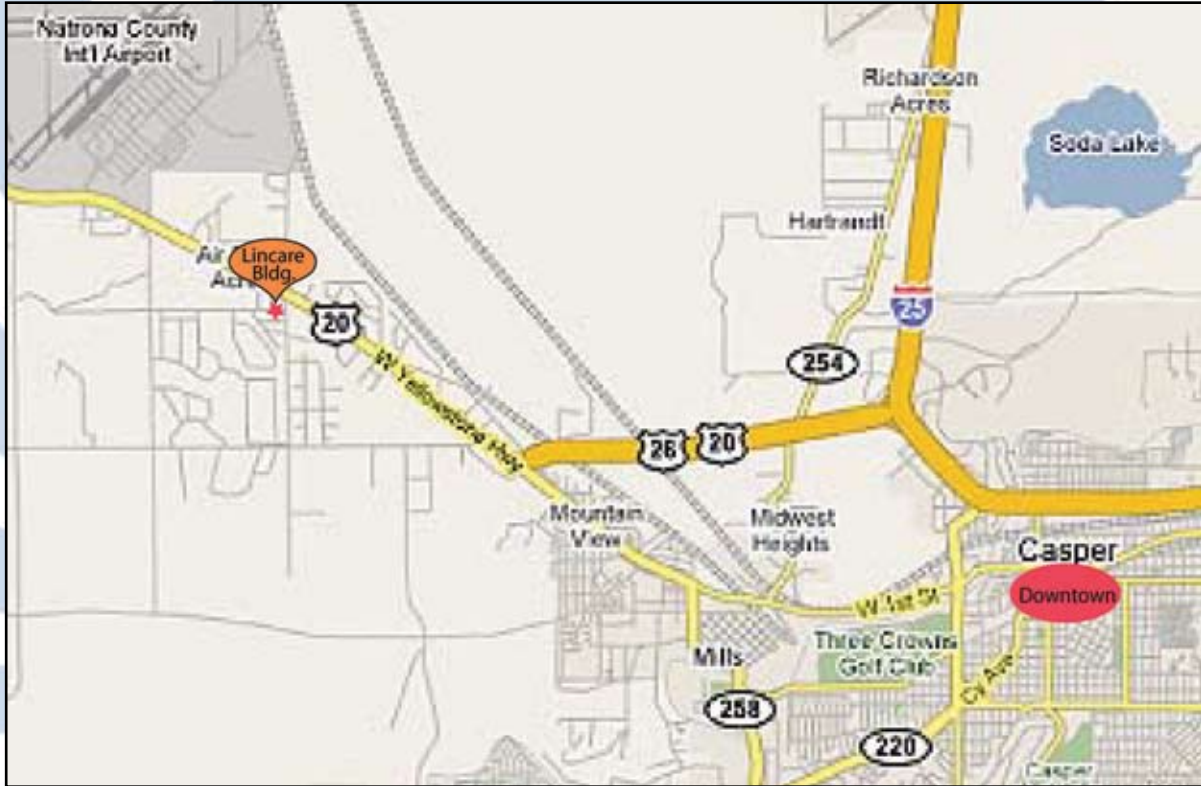 Natrona County
Int'l Airport
Richardson
Acres
Soda Lake
Hartrandt
Air
Lincare
Bldg.
20
25
254
W Yellowstone Hwy
26
20
Mountain
View
Midwest
Heights
Casper
Downtown
W 1st St
Three Crowns
Golf Club
Mills
Cy Ave
258
220
Casper